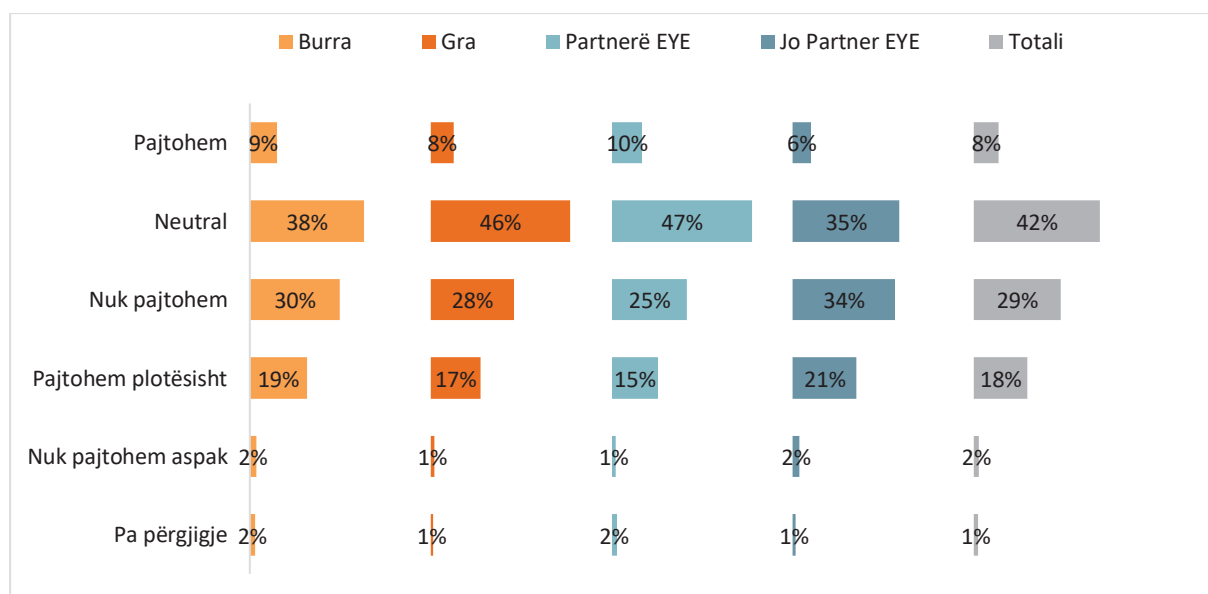 Burra Gra Partnerë EYE Jo Partner EYE Totali
Pajtohem 9% 8% 10% 6% 8%
Neutral 38% 46% 47% 35% 42%
Nuk pajtohem 30% 28% 25% 34% 29%
Pajtohem plotësisht 19% 17% 15% 21% 18%
Nuk pajtohem aspak 2% 1% 1% 2% 2%
Pa përgjigje 2% 1% 2% 1% 1%